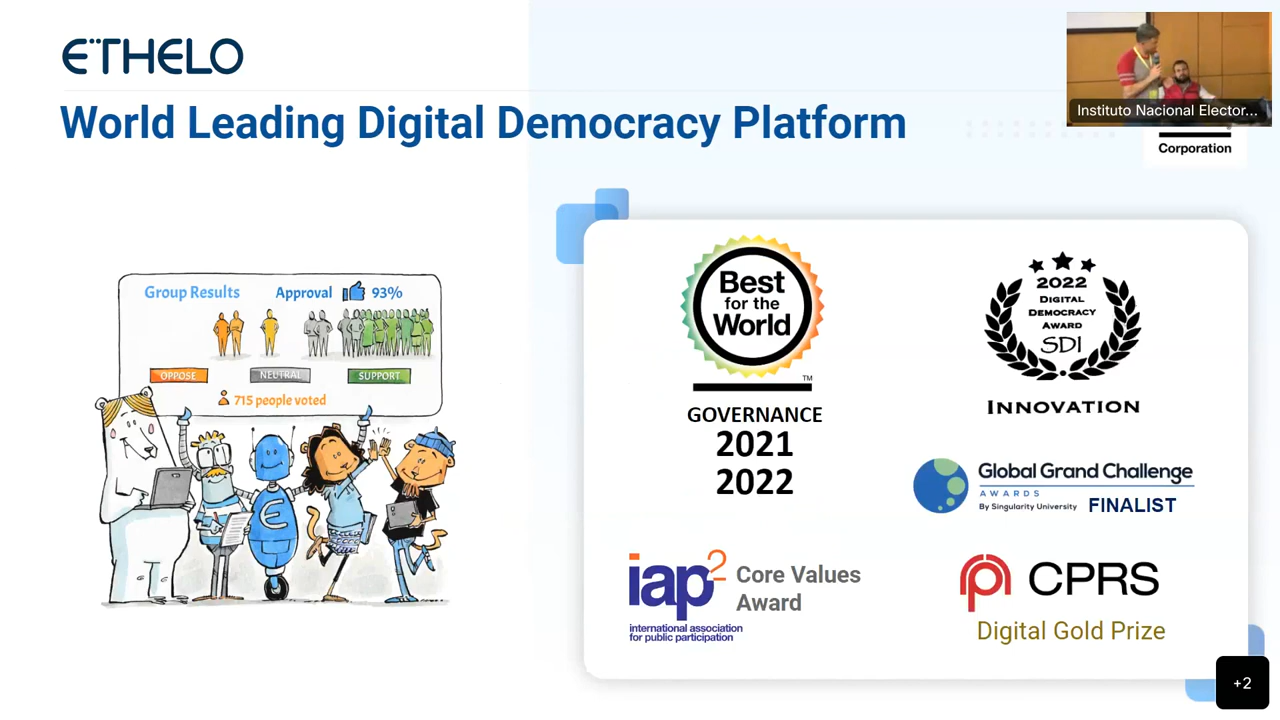 ETHELO
World Leading Digital Democracy Platform
Instituto Nacional Elector...
Corporation
Group Results
Approval 93%
OPPOSE
NEUTRAL
SUPPORT
715 people voted
E
Best
for the
World
TM
GOVERNANCE
2021
2022
2022
DIGITAL
DEMOCRACY
AWARD
SDI
INNOVATION
Global Grand Challenge
AWARDS
By Singularity University FINALIST
iap2
international association
for public participation
Core Values
Award
CPRS
Digital Gold Prize
+2